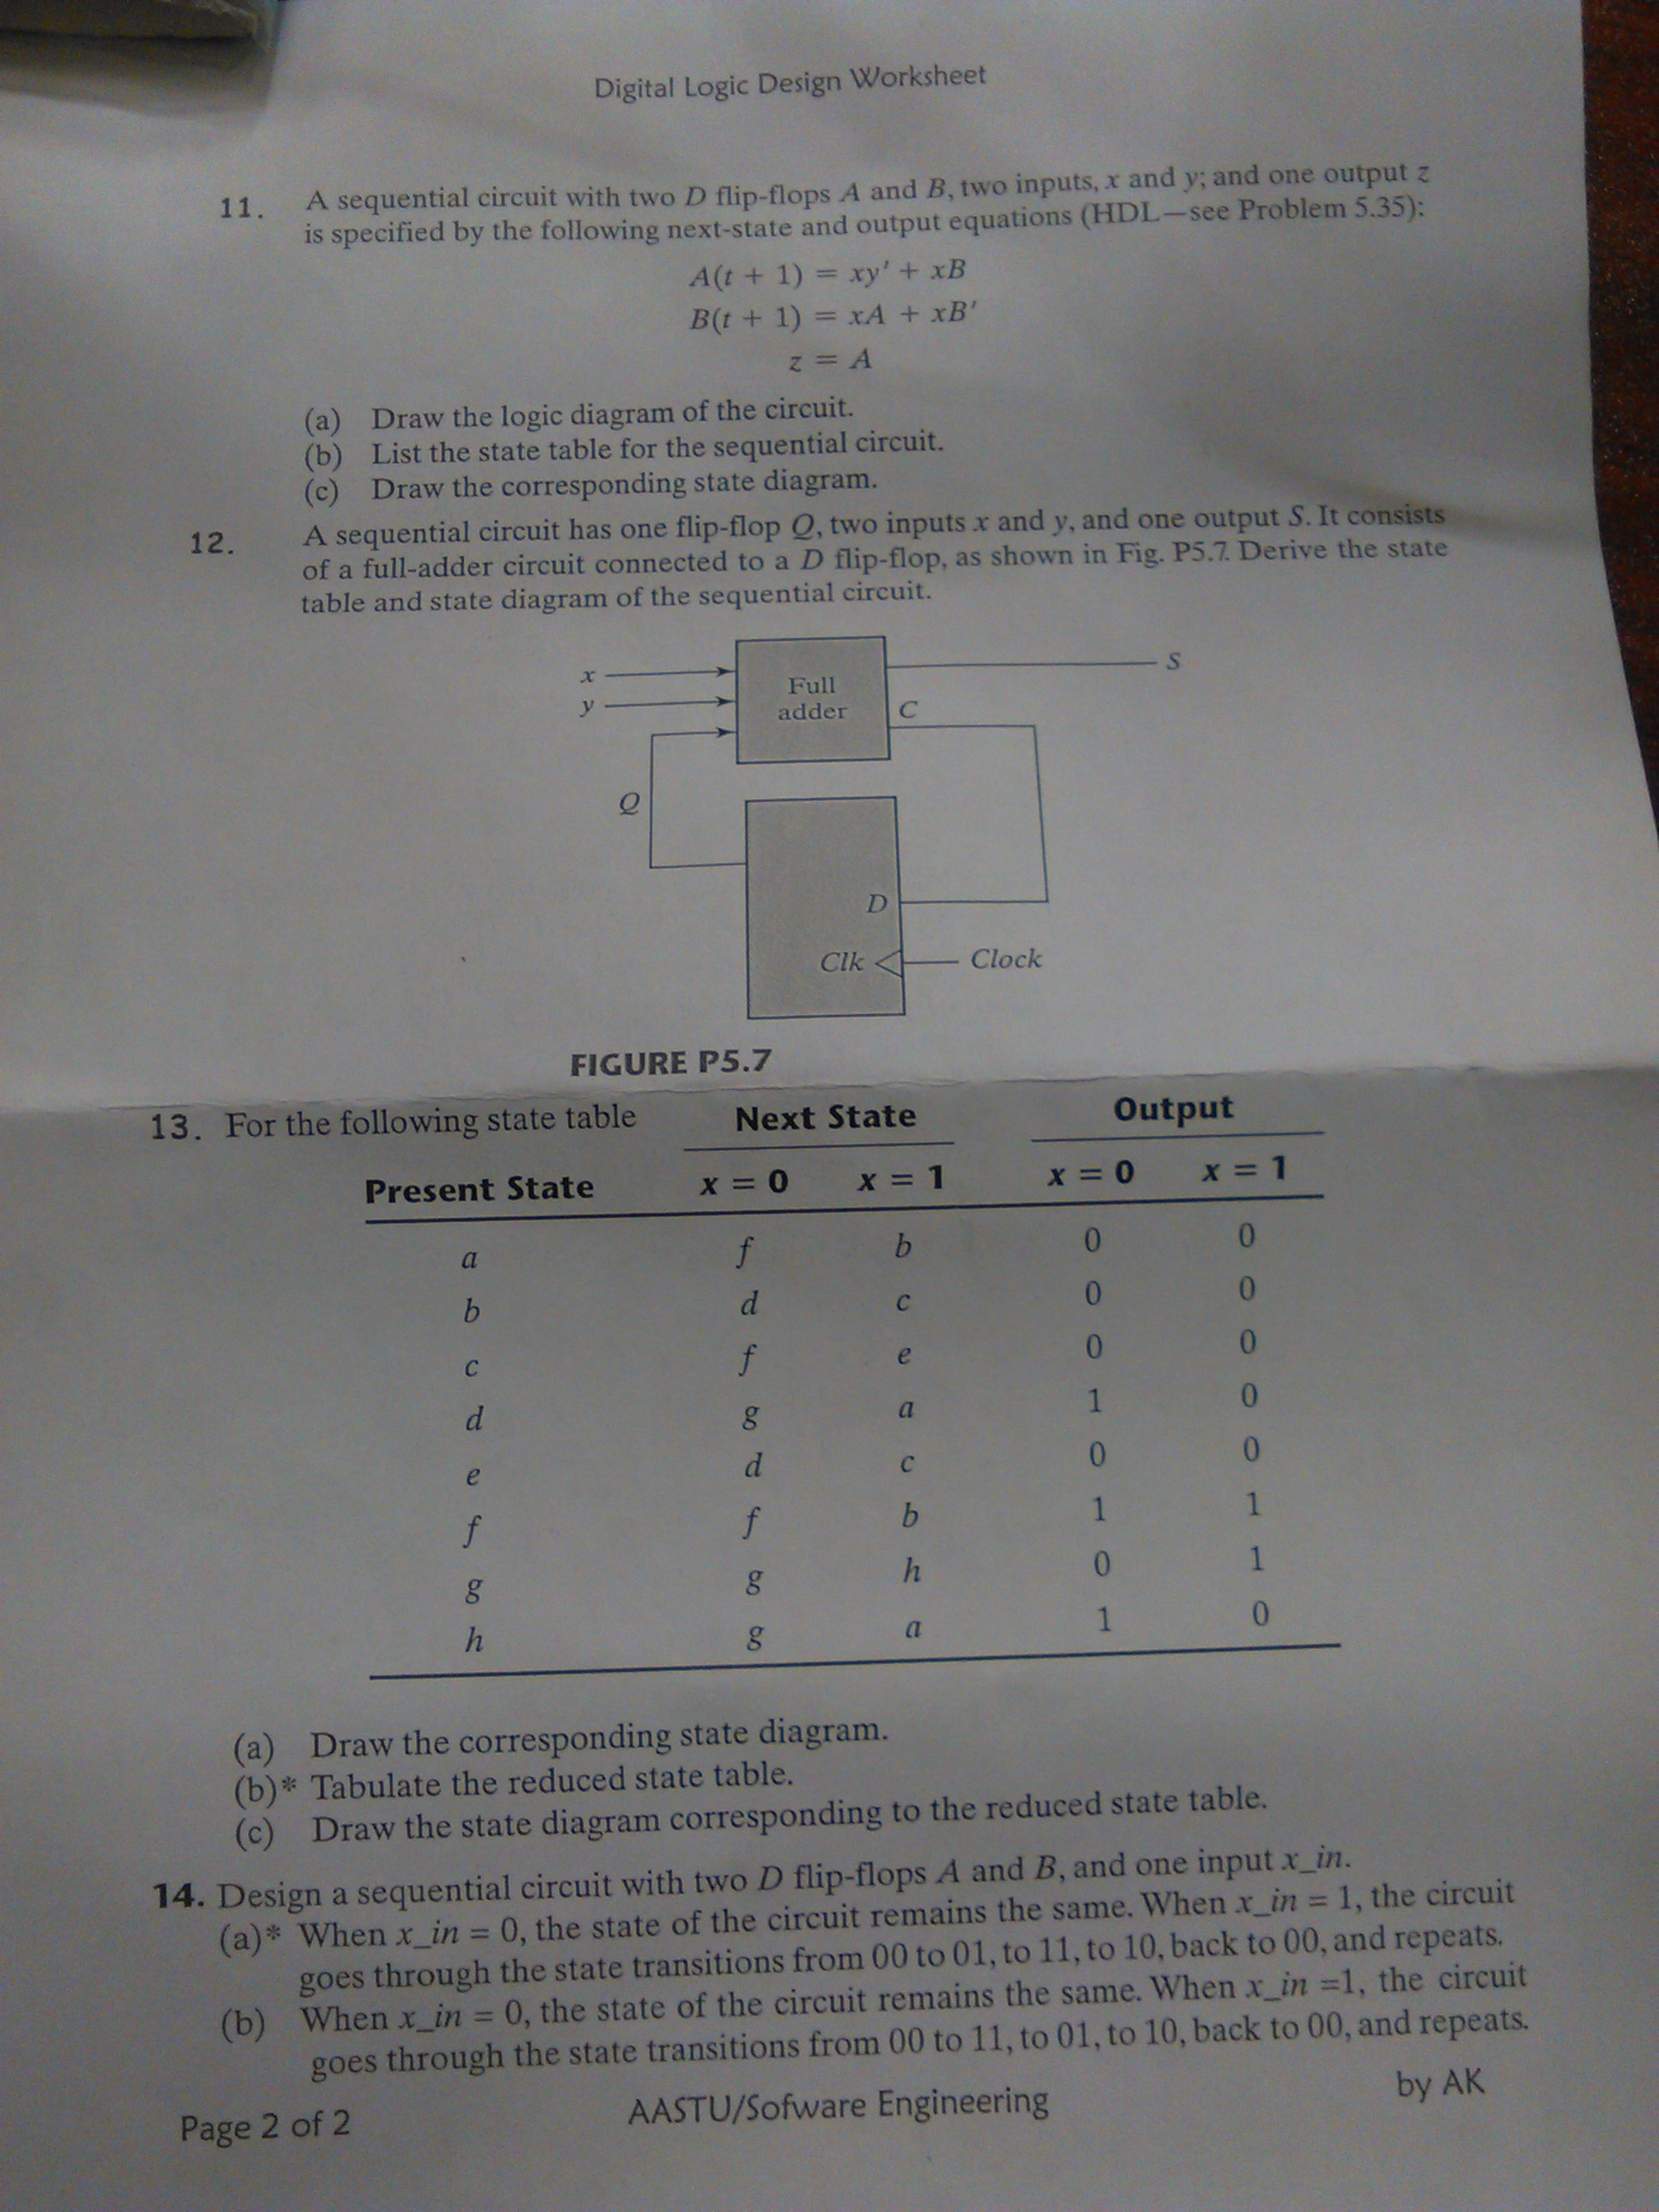 Digital Logic Design Worksheet
11. A sequential circuit with two D flip-flops A and B, two inputs, x and y; and one output z
is specified by the following next-state and output equations (HDL—see Problem 5.35):
A(t + 1) = xy' + xB
B(t + 1) = xA + xB'
z = A
(a) Draw the logic diagram of the circuit.
(b) List the state table for the sequential circuit.
(c) Draw the corresponding state diagram.
12. A sequential circuit has one flip-flop Q, two inputs x and y, and one output S. It consists
of a full-adder circuit connected to a D flip-flop, as shown in Fig. P5.7. Derive the state
table and state diagram of the sequential circuit.
x
y
Full
adder
S
C
Q
D
Clk
Clock
FIGURE P5.7
13. For the following state table
Next State Output
Present State x = 0 x = 1 x = 0 x = 1
a f b 0 0
b d c 0 0
c f e 0 0
d g a 1 0
e d c 0 0
f f b 1 1
g g h 0 1
h g a 1 0
(a) Draw the corresponding state diagram.
(b)* Tabulate the reduced state table.
(c) Draw the state diagram corresponding to the reduced state table.
14. Design a sequential circuit with two D flip-flops A and B, and one input x_in.
(a)* When x_in = 0, the state of the circuit remains the same. When x_in = 1, the circuit
goes through the state transitions from 00 to 01, to 11, to 10, back to 00, and repeats.
(b) When x_in = 0, the state of the circuit remains the same. When x_in =1, the circuit
goes through the state transitions from 00 to 11, to 01, to 10, back to 00, and repeats.
by AK
Page 2 of 2 AASTU/Sofware Engineering